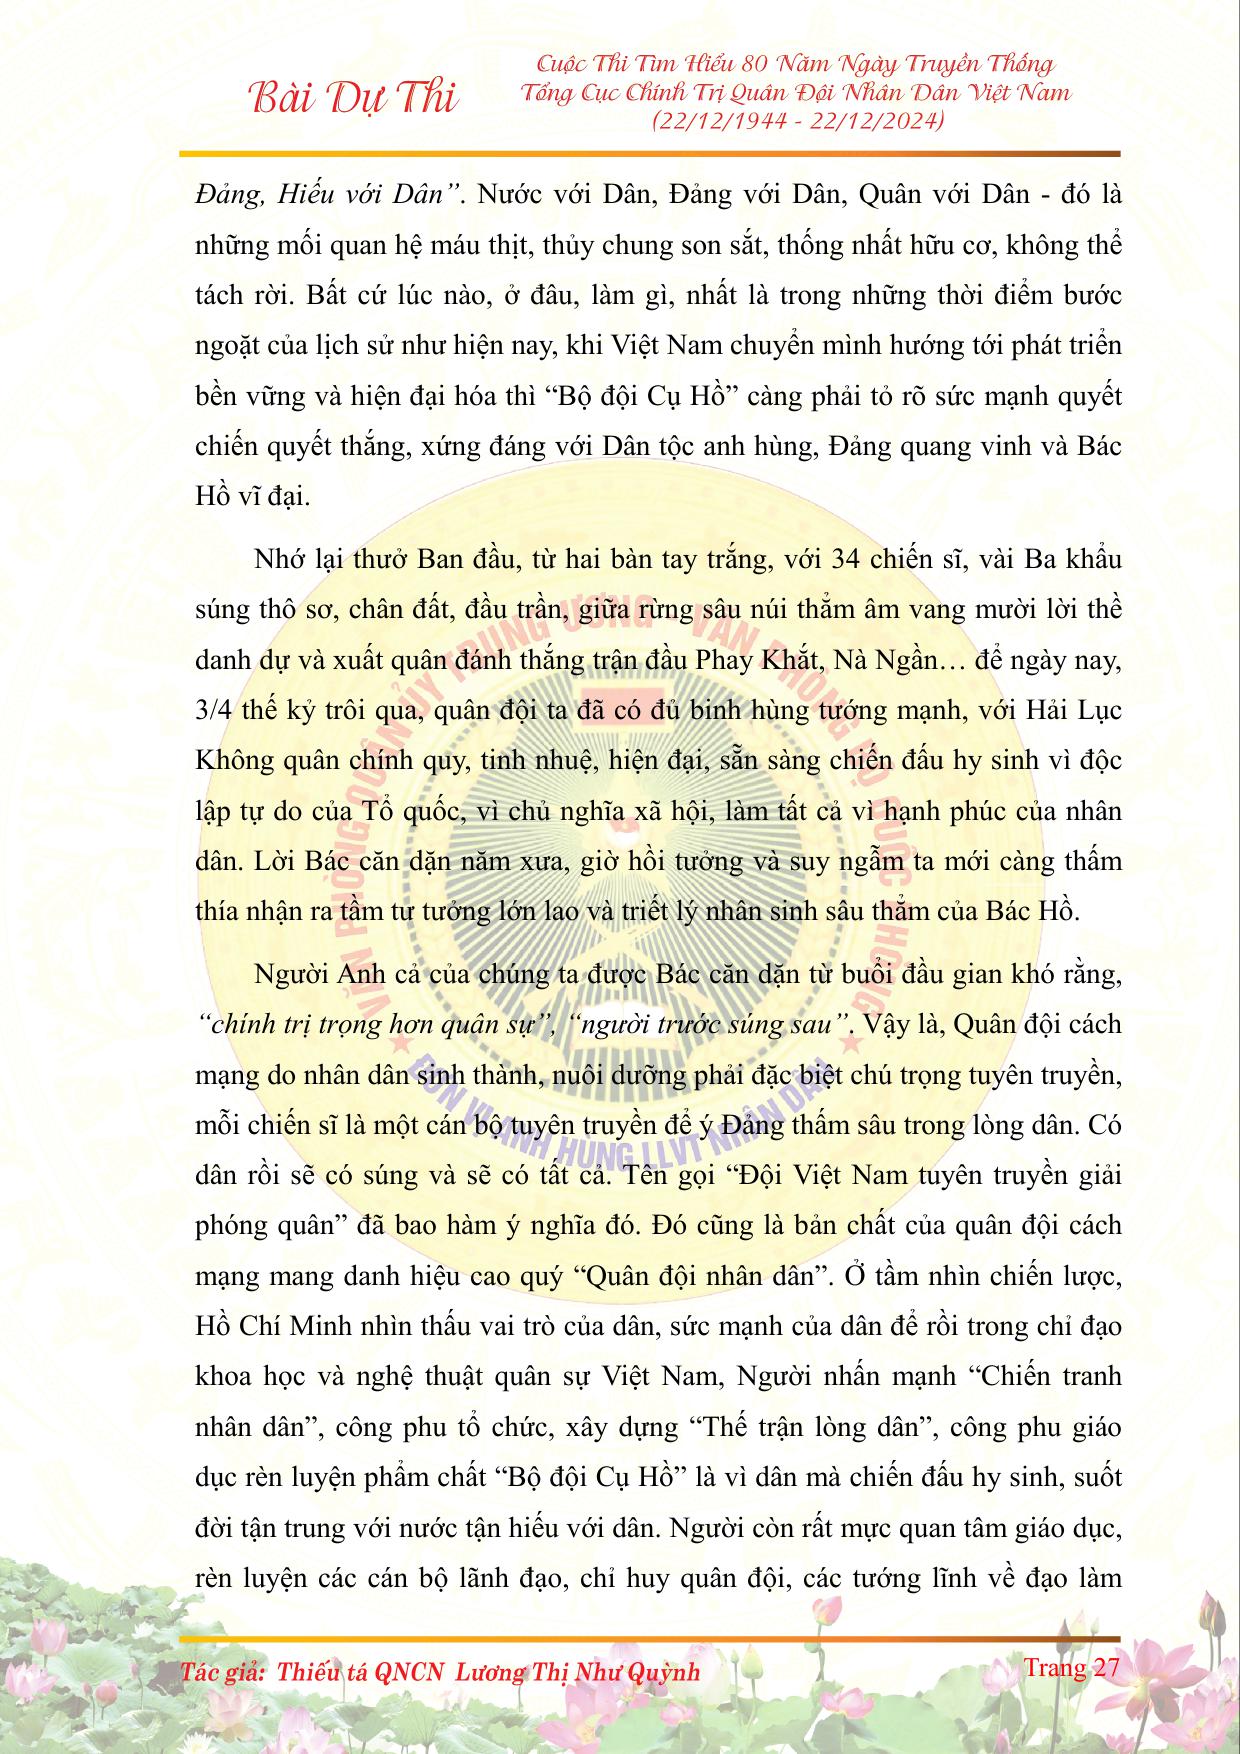 Bài Dự Thi
Cuộc Thi Tìm Hiểu 80 Năm Ngày Truyền Thống
Tổng Cục Chính Trị Quân Đội Nhân Dân Việt Nam
(22/12/1944 - 22/12/2024)
Đảng, Hiếu với Dân”. Nước với Dân, Đảng với Dân, Quân với Dân - đó là
những mối quan hệ máu thịt, thủy chung son sắt, thống nhất hữu cơ, không thể
tách rời. Bất cứ lúc nào, ở đâu, làm gì, nhất là trong những thời điểm bước
ngoặt của lịch sử như hiện nay, khi Việt Nam chuyển mình hướng tới phát triển
bền vững và hiện đại hóa thì “Bộ đội Cụ Hồ” càng phải tỏ rõ sức mạnh quyết
chiến quyết thắng, xứng đáng với Dân tộc anh hùng, Đảng quang vinh và Bác
Hồ vĩ đại.
Nhớ lại thưở Ban đầu, từ hai bàn tay trắng, với 34 chiến sĩ, vài Ba khẩu
súng thô sơ, chân đất, đầu trần, giữa rừng sâu núi thẳm âm vang mười lời thề
danh dự và xuất quân đánh thắng trận đầu Phay Khắt, Nà Ngần… để ngày nay,
3/4 thế kỷ trôi qua, quân đội ta đã có đủ binh hùng tướng mạnh, với Hải Lục
Không quân chính quy, tinh nhuệ, hiện đại, sẵn sàng chiến đấu hy sinh vì độc
lập tự do của Tổ quốc, vì chủ nghĩa xã hội, làm tất cả vì hạnh phúc của nhân
dân. Lời Bác căn dặn năm xưa, giờ hồi tưởng và suy ngẫm ta mới càng thấm
thía nhận ra tầm tư tưởng lớn lao và triết lý nhân sinh sâu thẳm của Bác Hồ.
Người Anh cả của chúng ta được Bác căn dặn từ buổi đầu gian khó rằng,
“chính trị trọng hơn quân sự”, “người trước súng sau”. Vậy là, Quân đội cách
mạng do nhân dân sinh thành, nuôi dưỡng phải đặc biệt chú trọng tuyên truyền,
mỗi chiến sĩ là một cán bộ tuyên truyền để ý Đảng thấm sâu trong lòng dân. Có
dân rồi sẽ có súng và sẽ có tất cả. Tên gọi “Đội Việt Nam tuyên truyền giải
phóng quân” đã bao hàm ý nghĩa đó. Đó cũng là bản chất của quân đội cách
mạng mang danh hiệu cao quý “Quân đội nhân dân”. Ở tầm nhìn chiến lược,
Hồ Chí Minh nhìn thấu vai trò của dân, sức mạnh của dân để rồi trong chỉ đạo
khoa học và nghệ thuật quân sự Việt Nam, Người nhấn mạnh “Chiến tranh
nhân dân”, công phu tổ chức, xây dựng “Thế trận lòng dân”, công phu giáo
dục rèn luyện phẩm chất “Bộ đội Cụ Hồ” là vì dân mà chiến đấu hy sinh, suốt
đời tận trung với nước tận hiếu với dân. Người còn rất mực quan tâm giáo dục,
rèn luyện các cán bộ lãnh đạo, chỉ huy quân đội, các tướng lĩnh về đạo làm
VĂN PHÒNG QUÂN ỦY TRUNG ƯƠNG - VĂN PHÒNG BỘ QUỐC PHÒNG
ĐƠN VỊ ANH HÙNG LLVT NHÂN DÂN
Tác giả: Thiếu tá QNCN Lương Thị Như Quỳnh
Trang 27